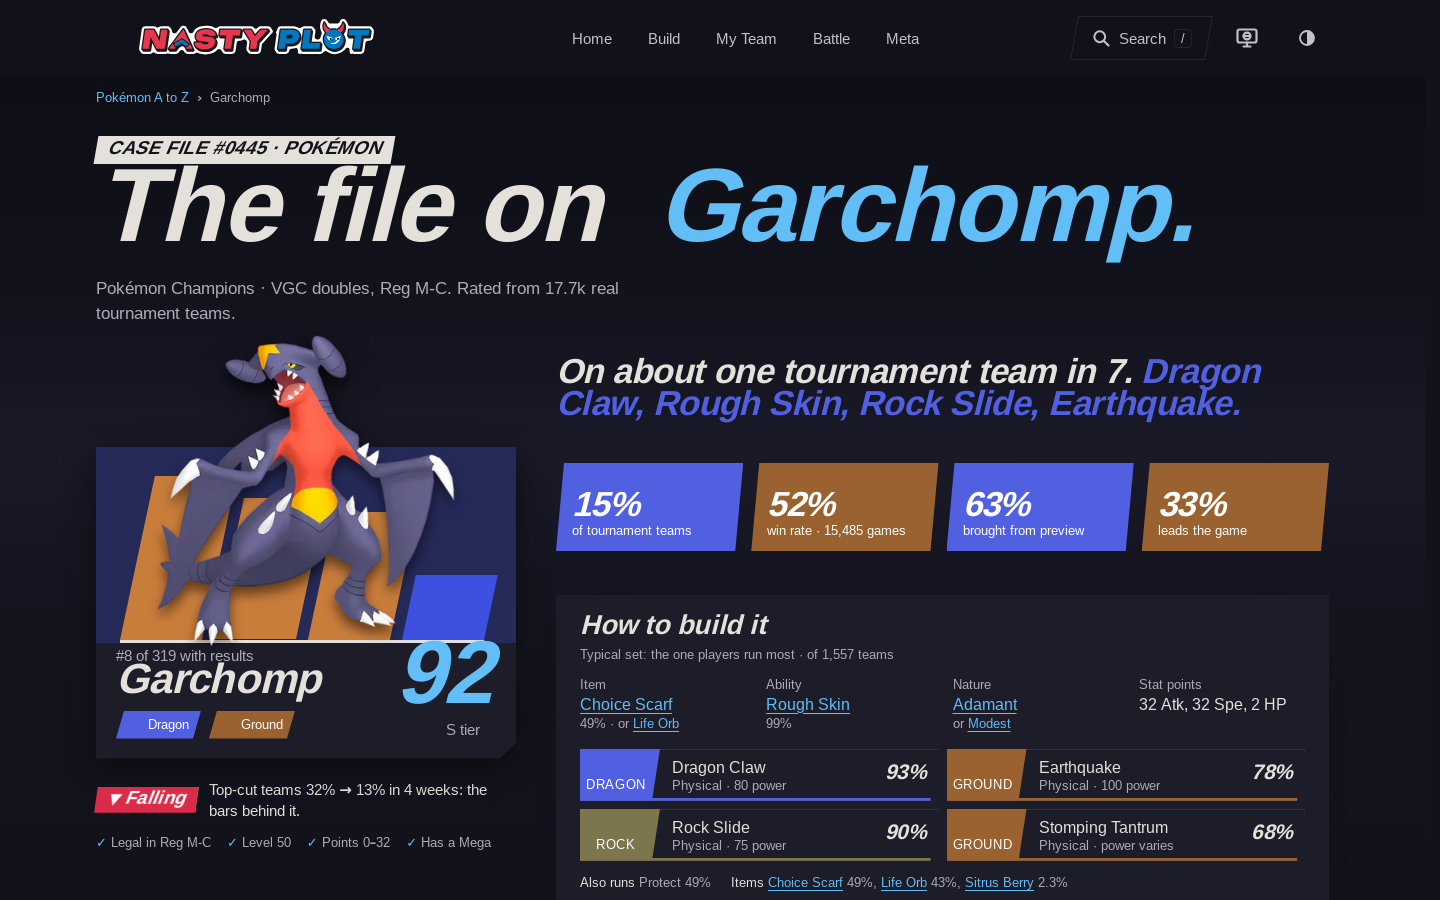 NASTY PLOT
Home
Build
My Team
Battle
Meta
Search /
Pokémon A to Z › Garchomp
CASE FILE #0445 · POKÉMON
The file on Garchomp.
Pokémon Champions · VGC doubles, Reg M-C. Rated from 17.7k real
tournament teams.
#8 of 319 with results
Garchomp
92
Dragon
Ground
S tier
▼ Falling
Top-cut teams 32% → 13% in 4 weeks: the
bars behind it.
✓ Legal in Reg M-C
✓ Level 50
✓ Points 0–32
✓ Has a Mega
On about one tournament team in 7. Dragon
Claw, Rough Skin, Rock Slide, Earthquake.
15%
of tournament teams
52%
win rate · 15,485 games
63%
brought from preview
33%
leads the game
How to build it
Typical set: the one players run most · of 1,557 teams
Item
Choice Scarf
49% · or Life Orb
Ability
Rough Skin
99%
Nature
Adamant
or Modest
Stat points
32 Atk, 32 Spe, 2 HP
DRAGON
Dragon Claw
Physical · 80 power
93%
GROUND
Earthquake
Physical · 100 power
78%
ROCK
Rock Slide
Physical · 75 power
90%
GROUND
Stomping Tantrum
Physical · power varies
68%
Also runs Protect 49%
Items Choice Scarf 49%, Life Orb 43%, Sitrus Berry 2.3%